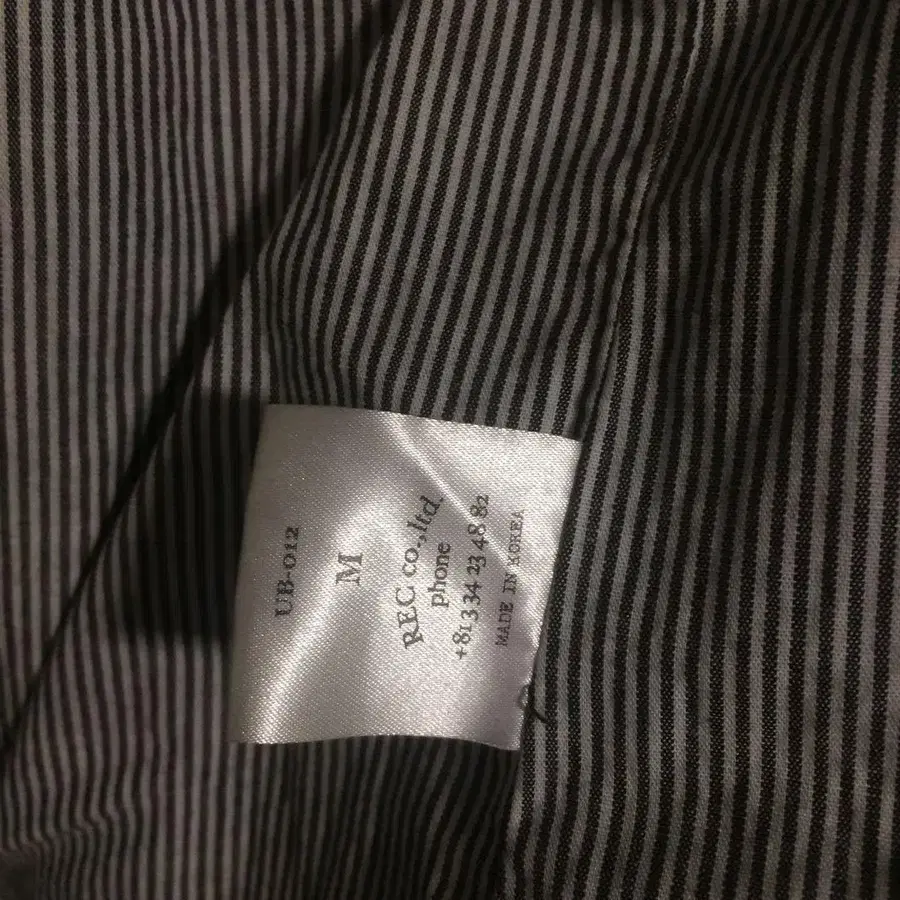 UB-012
M
REC co.,ltd.
phone
+81 3 34 23 48 82
MADE IN KOREA